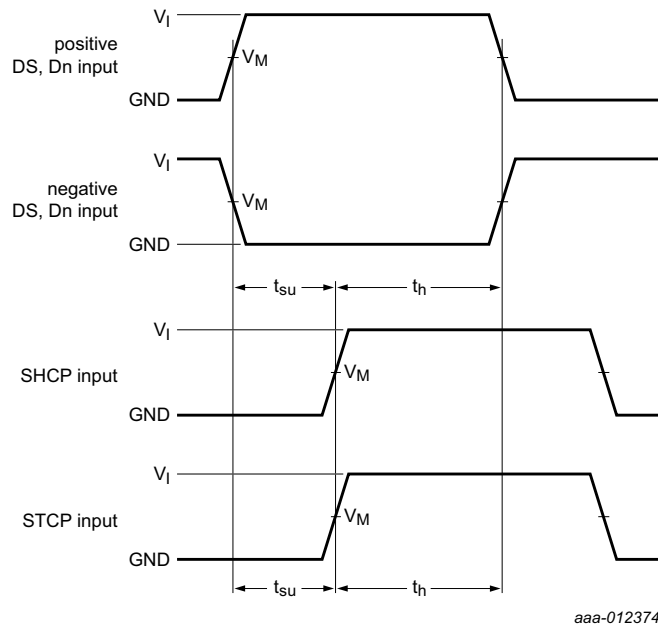 V_I
positive
DS, Dn input
V_M
GND
V_I
negative
DS, Dn input
V_M
GND
t_su
t_h
V_I
SHCP input
V_M
GND
V_I
STCP input
V_M
GND
t_su
t_h
aaa-012374